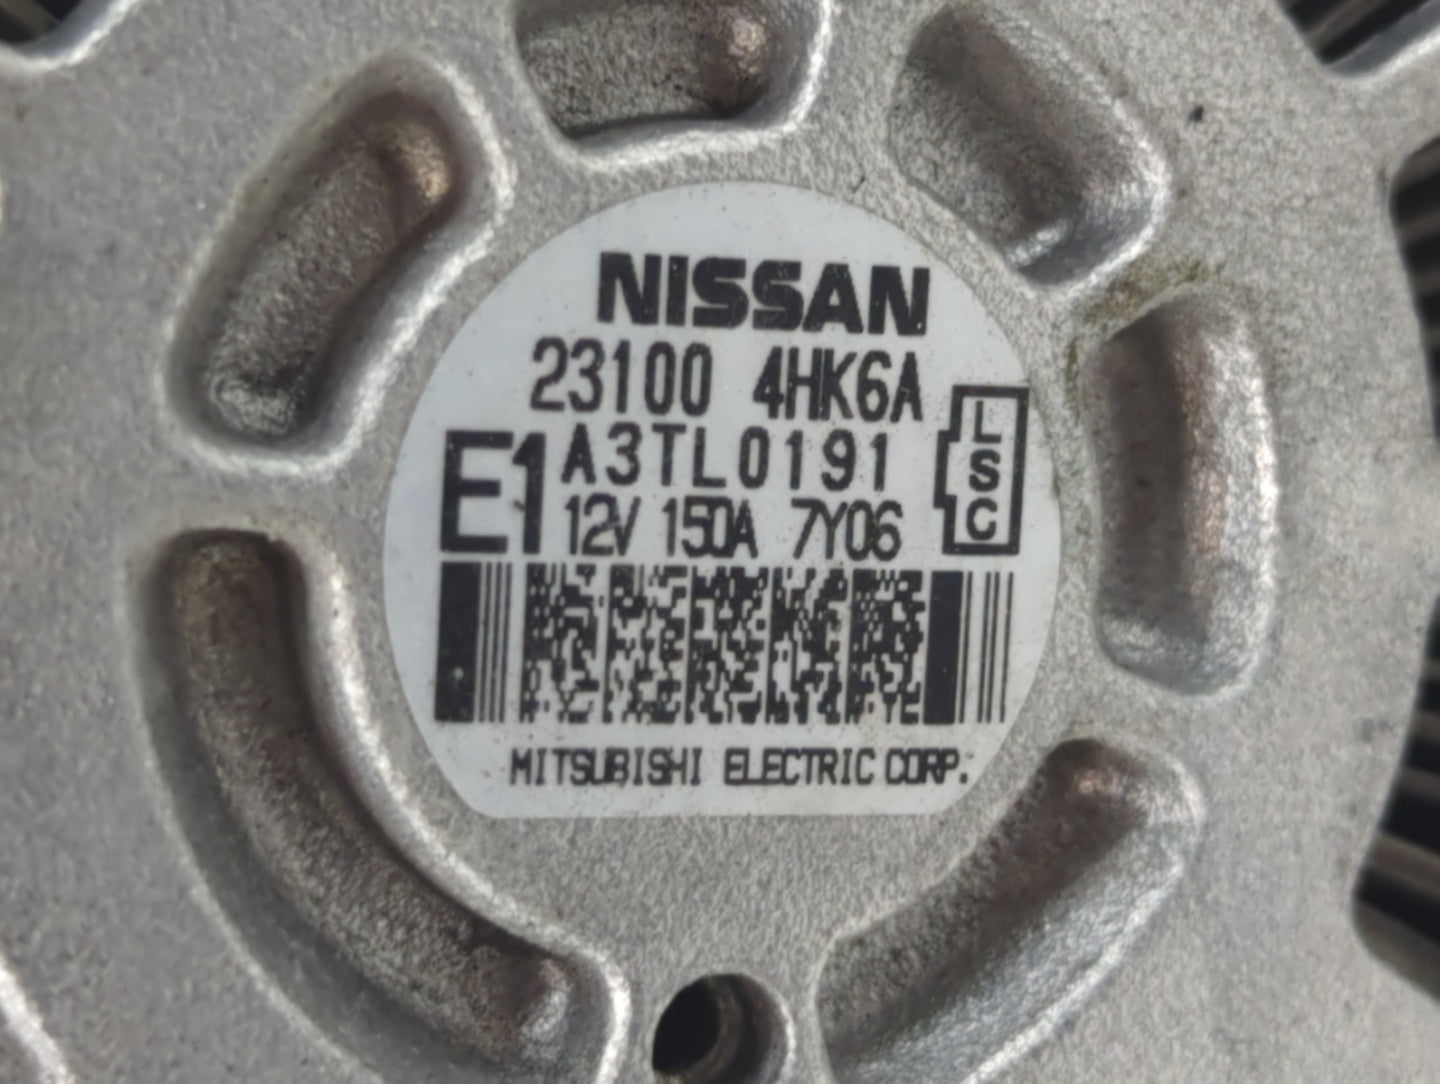 NISSAN
23100 4HK6A
E1
A3TL0191
12V 150A 7Y06
L
S
C
MITSUBISHI ELECTRIC CORP.